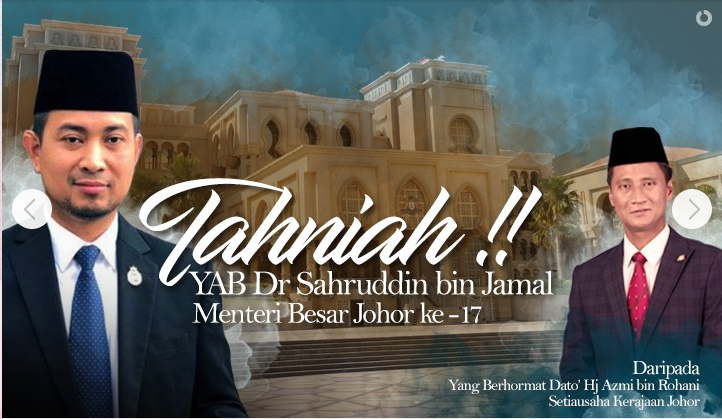 Tahniah !!
YAB Dr Sahruddin bin Jamal
Menteri Besar Johor ke -17
Daripada
Yang Berhormat Dato' Hj Azmi bin Rohani
Setiausaha Kerajaan Johor